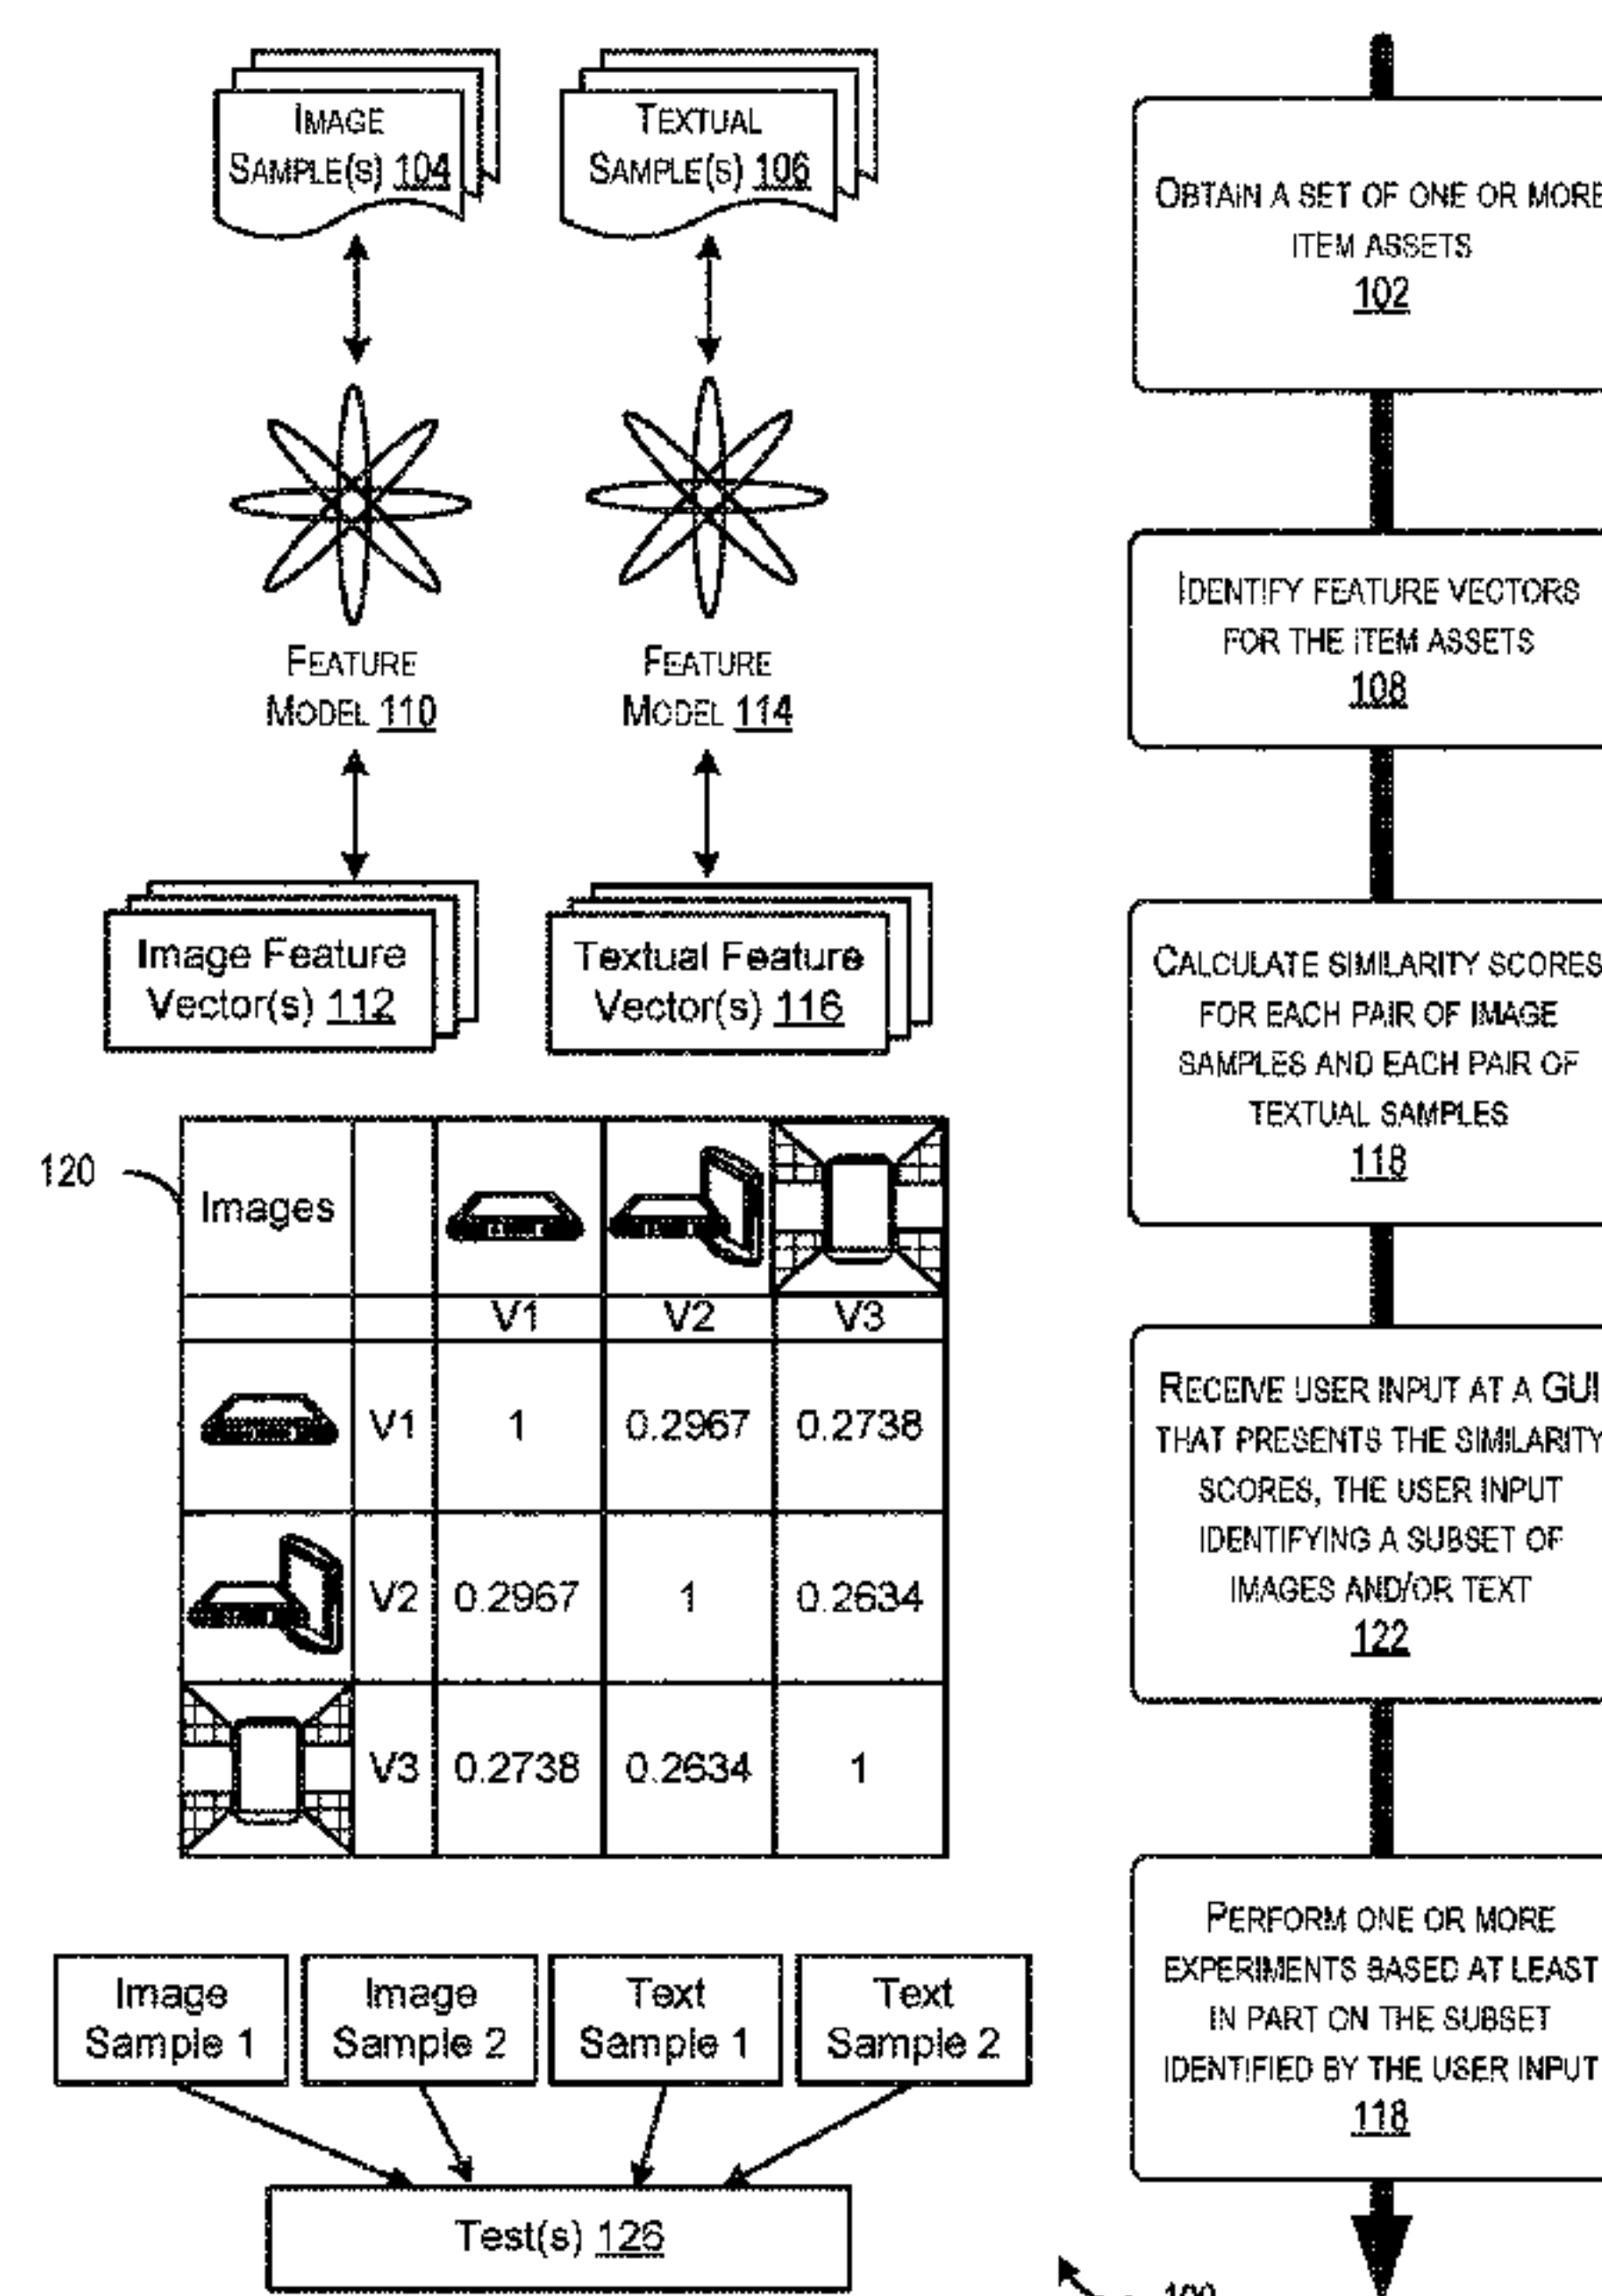 IMAGE
SAMPLE(S) 104
TEXTUAL
SAMPLE(S) 106
FEATURE
MODEL 110
FEATURE
MODEL 114
Image Feature
Vector(s) 112
Textual Feature
Vector(s) 116
120
Images
V1 V2 V3
V1 1 0.2967 0.2738
V2 0.2967 1 0.2634
V3 0.2738 0.2634 1
Image
Sample 1
Image
Sample 2
Text
Sample 1
Text
Sample 2
Test(s) 126
OBTAIN A SET OF ONE OR MORE
ITEM ASSETS
102
IDENTIFY FEATURE VECTORS
FOR THE ITEM ASSETS
108
CALCULATE SIMILARITY SCORES
FOR EACH PAIR OF IMAGE
SAMPLES AND EACH PAIR OF
TEXTUAL SAMPLES
118
RECEIVE USER INPUT AT A GUI
THAT PRESENTS THE SIMILARITY
SCORES, THE USER INPUT
IDENTIFYING A SUBSET OF
IMAGES AND/OR TEXT
122
PERFORM ONE OR MORE
EXPERIMENTS BASED AT LEAST
IN PART ON THE SUBSET
IDENTIFIED BY THE USER INPUT
118